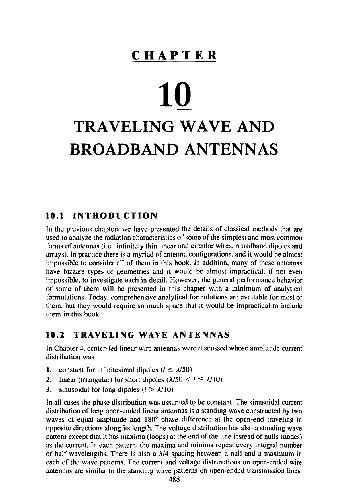 CHAPTER
10
TRAVELING WAVE AND
BROADBAND ANTENNAS
10.1 INTRODUCTION
In the previous chapters we have presented the details of classical methods that are
used to analyze the radiation characteristics of some of the simplest and most common
forms of antennas (i.e., infinitely thin linear and circular wires, broadband dipoles and
arrays). In practice there is a myriad of antenna configurations, and it would be almost
impossible to consider all of them in this book. In addition, many of these antennas
have bizarre types of geometries and it would be almost impractical, if not even
impossible, to investigate each in detail. However, the general performance behavior
of some of them will be presented in this chapter with a minimum of analytical
formulations. Today, comprehensive analytical formulations are available for most of
them, but they would require so much space that it would be impractical to include
them in this book.
10.2 TRAVELING WAVE ANTENNAS
In Chapter 4, center-fed linear wire antennas were discussed whose amplitude current
distribution was
1. constant for infinitesimal dipoles (l ≤ λ/50)
2. linear (triangular) for short dipoles (λ/50 < l ≤ λ/10)
3. sinusoidal for long dipoles (l > λ/10)
In all cases the phase distribution was assumed to be constant. The sinusoidal current
distribution of long open-ended linear antennas is a standing wave constructed by two
waves of equal amplitude and 180° phase difference at the open-end traveling in
opposite directions along its length. The voltage distribution has also a standing wave
pattern except that it has maxima (loops) at the end of the line instead of nulls (nodes)
as the current. In each pattern, the maxima and minima repeat every integral number
of half wavelengths. There is also a λ/4 spacing between a null and a maximum in
each of the wave patterns. The current and voltage distributions on open-ended wire
antennas are similar to the standing wave patterns on open-ended transmission lines.